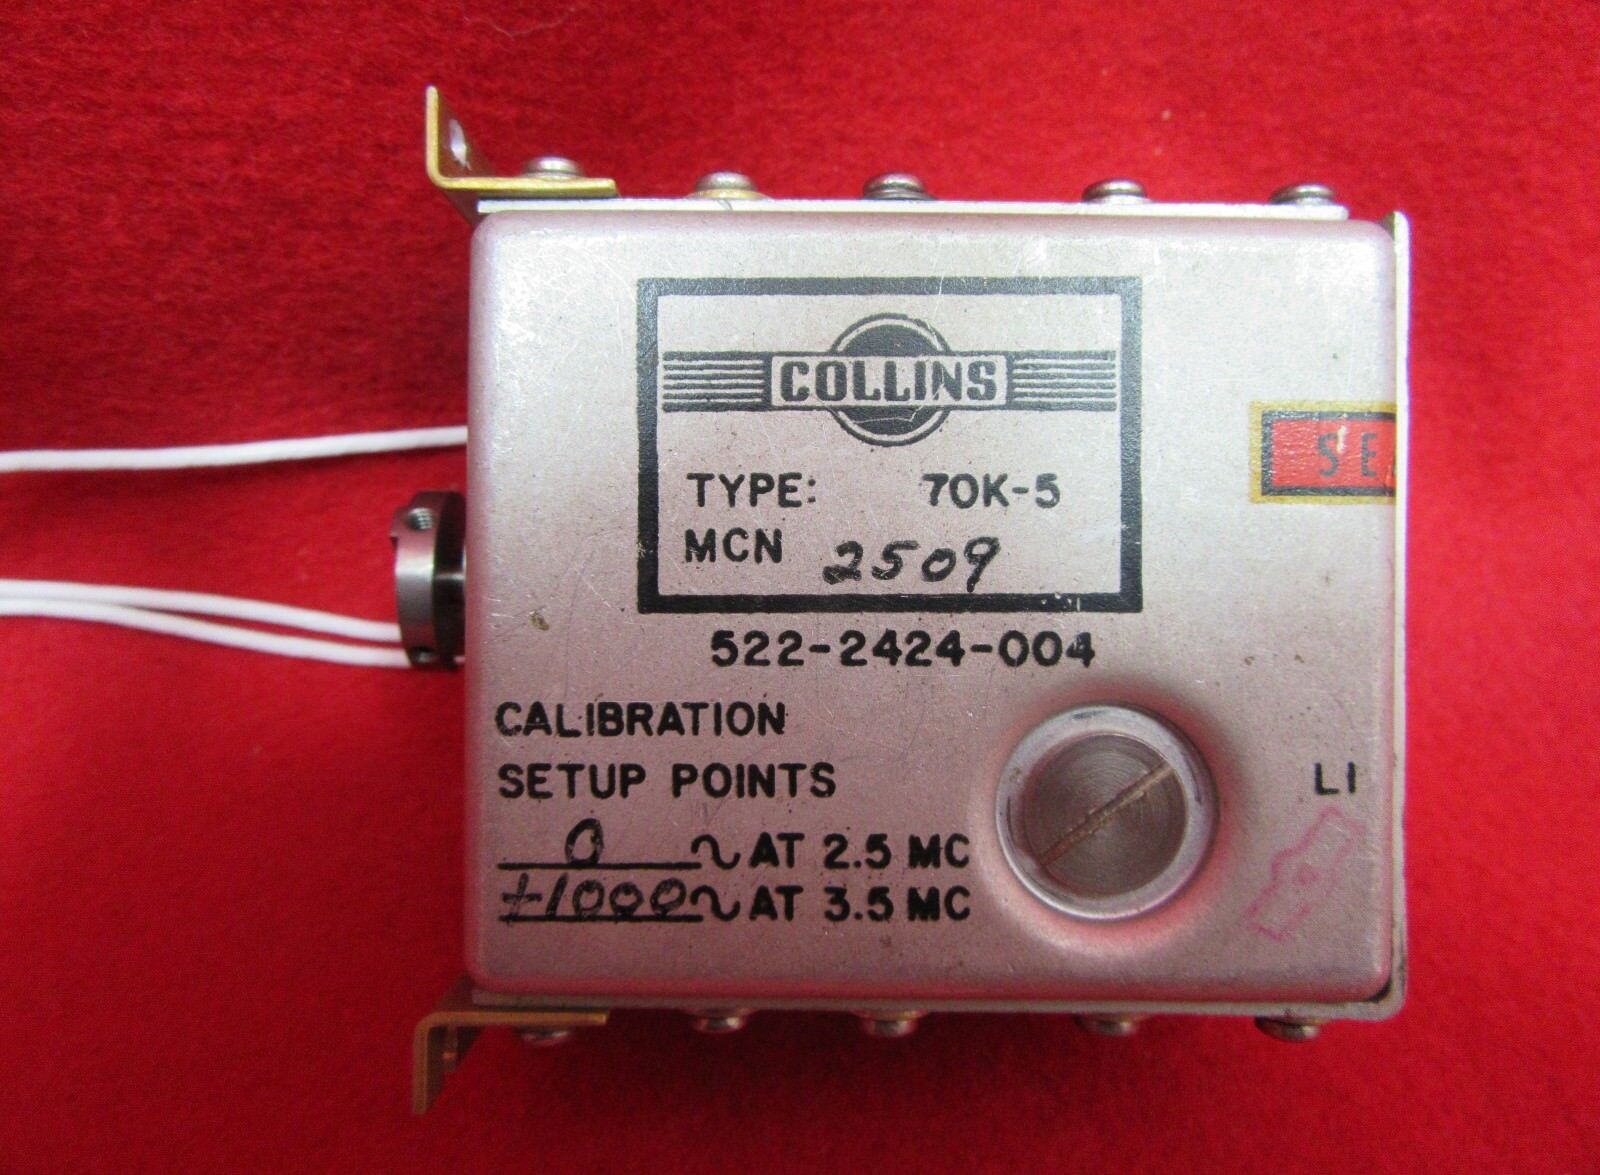 COLLINS
TYPE: 70K-5
MCN 2509
522-2424-004
CALIBRATION
SETUP POINTS
0 ∿ AT 2.5 MC
+1000 ∿ AT 3.5 MC
L1